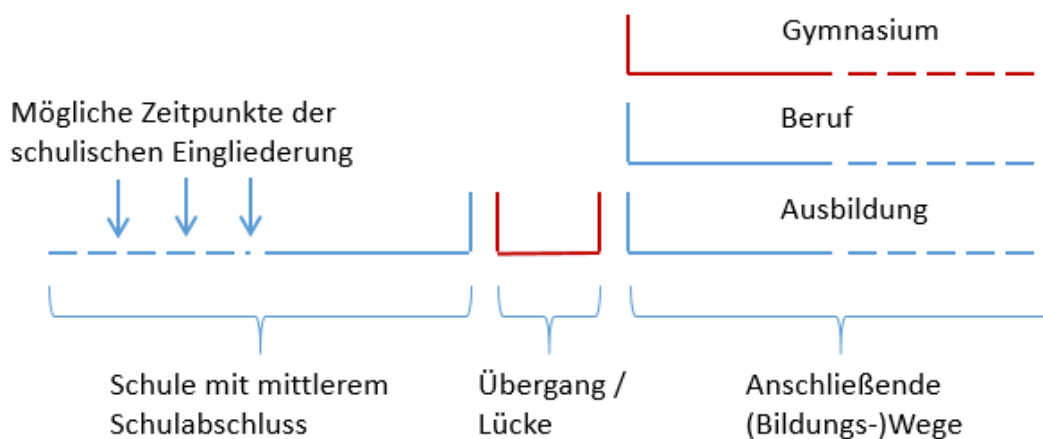 Gymnasium
Mögliche Zeitpunkte der
schulischen Eingliederung
Beruf
Ausbildung
Schule mit mittlerem
Schulabschluss
Übergang /
Lücke
Anschließende
(Bildungs-)Wege